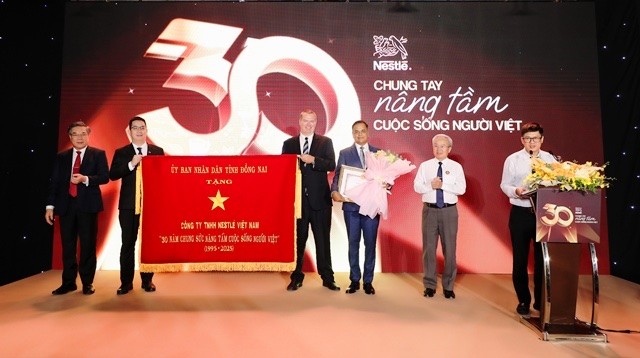 30
Nestlé.
CHUNG TAY
nâng tầm
CUỘC SỐNG NGƯỜI VIỆT
ỦY BAN NHÂN DÂN TỈNH ĐỒNG NAI
TẶNG
CÔNG TY TNHH NESTLÉ VIỆT NAM
"30 NĂM CHUNG SỨC NÂNG TẦM CUỘC SỐNG NGƯỜI VIỆT"
(1995-2025)
30